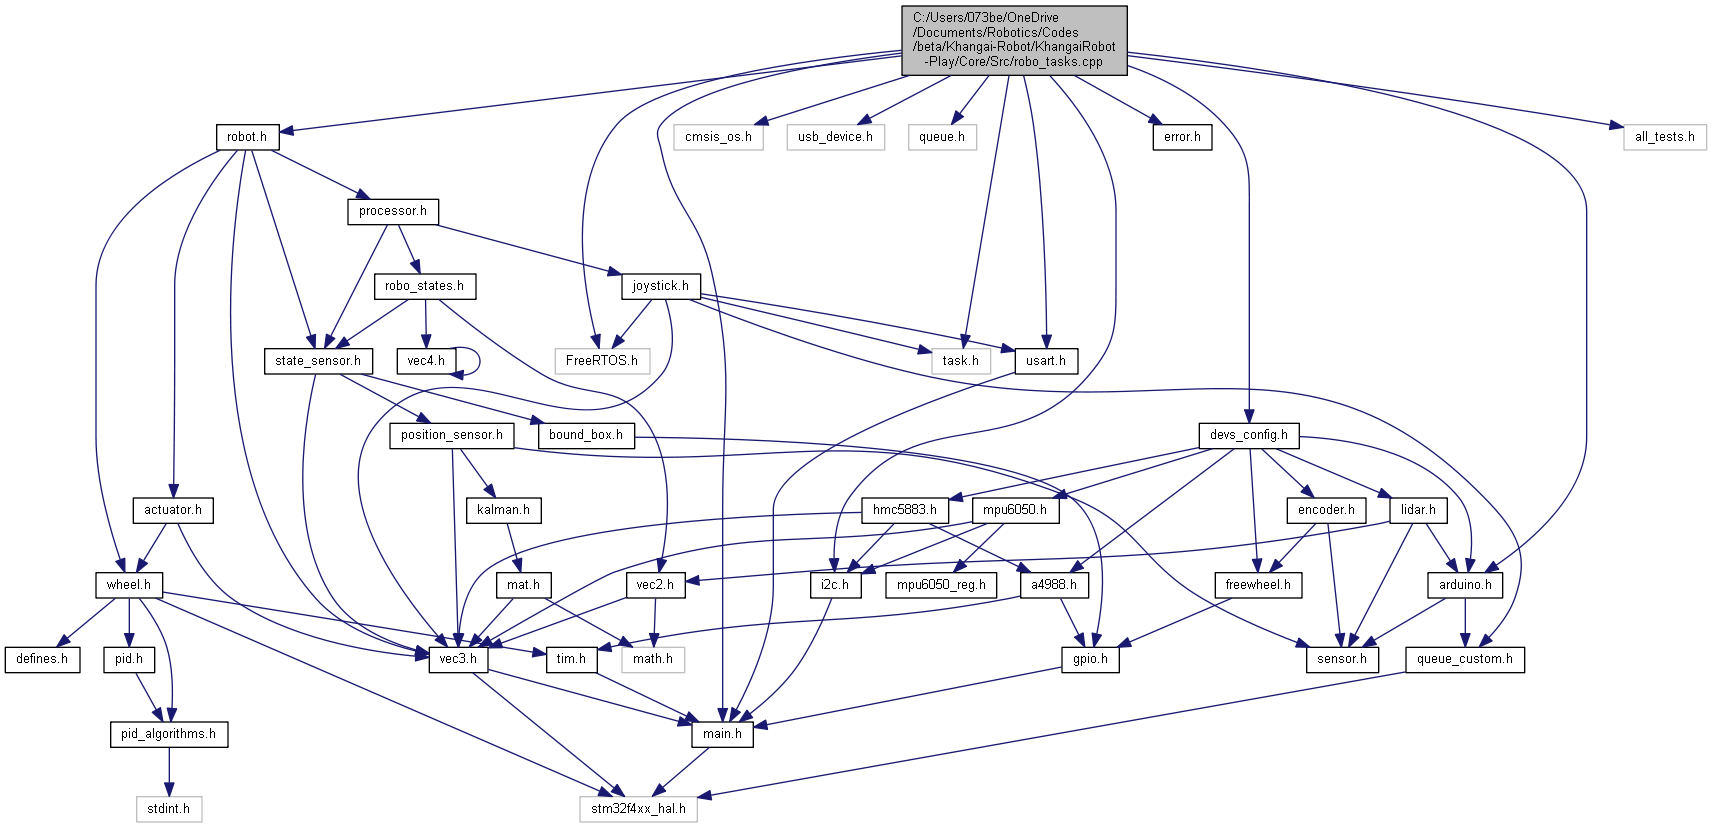 C:/Users/073be/OneDrive
/Documents/Robotics/Codes
/beta/Khangai-Robot/KhangaiRobot
-Play/Core/Src/robo_tasks.cpp
robot.h
cmsis_os.h
usb_device.h
queue.h
error.h
all_tests.h
processor.h
robo_states.h
joystick.h
state_sensor.h
vec4.h
FreeRTOS.h
task.h
usart.h
position_sensor.h
bound_box.h
devs_config.h
actuator.h
kalman.h
hmc5883.h
mpu6050.h
encoder.h
lidar.h
wheel.h
mat.h
vec2.h
i2c.h
mpu6050_reg.h
a4988.h
freewheel.h
arduino.h
defines.h
pid.h
vec3.h
tim.h
math.h
gpio.h
sensor.h
queue_custom.h
pid_algorithms.h
main.h
stdint.h
stm32f4xx_hal.h